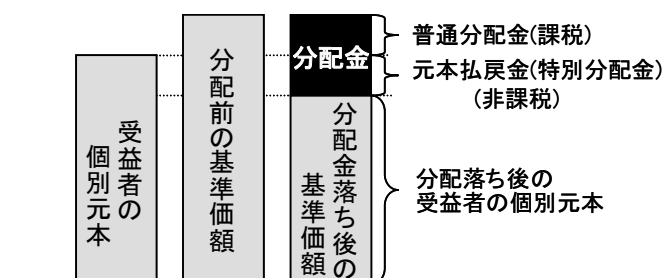 受益者の
個別元本
分配前の基準価額
分配金
分配金落ち後の
基準価額
普通分配金(課税)
元本払戻金(特別分配金)
(非課税)
分配落ち後の
受益者の個別元本